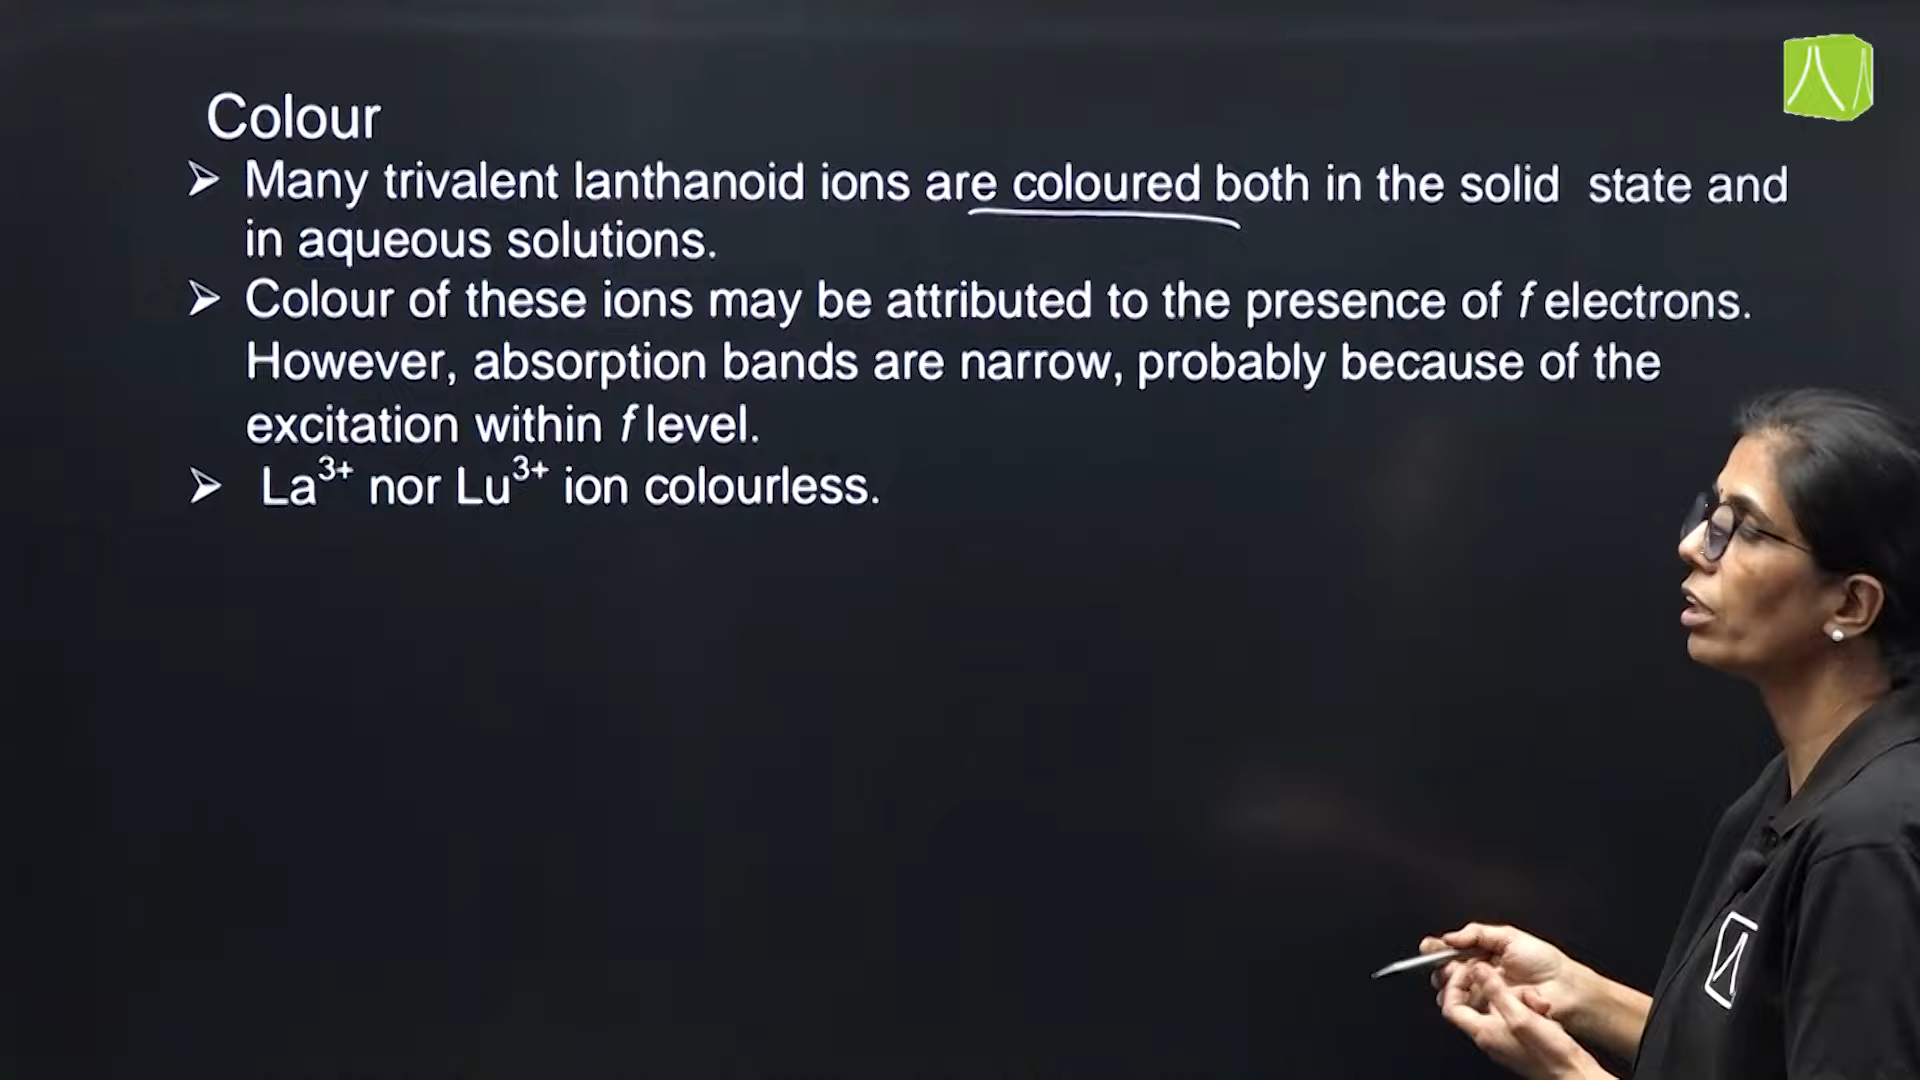 Colour
➢ Many trivalent lanthanoid ions are coloured both in the solid state and
in aqueous solutions.
➢ Colour of these ions may be attributed to the presence of f electrons.
However, absorption bands are narrow, probably because of the
excitation within f level.
➢ La³⁺ nor Lu³⁺ ion colourless.